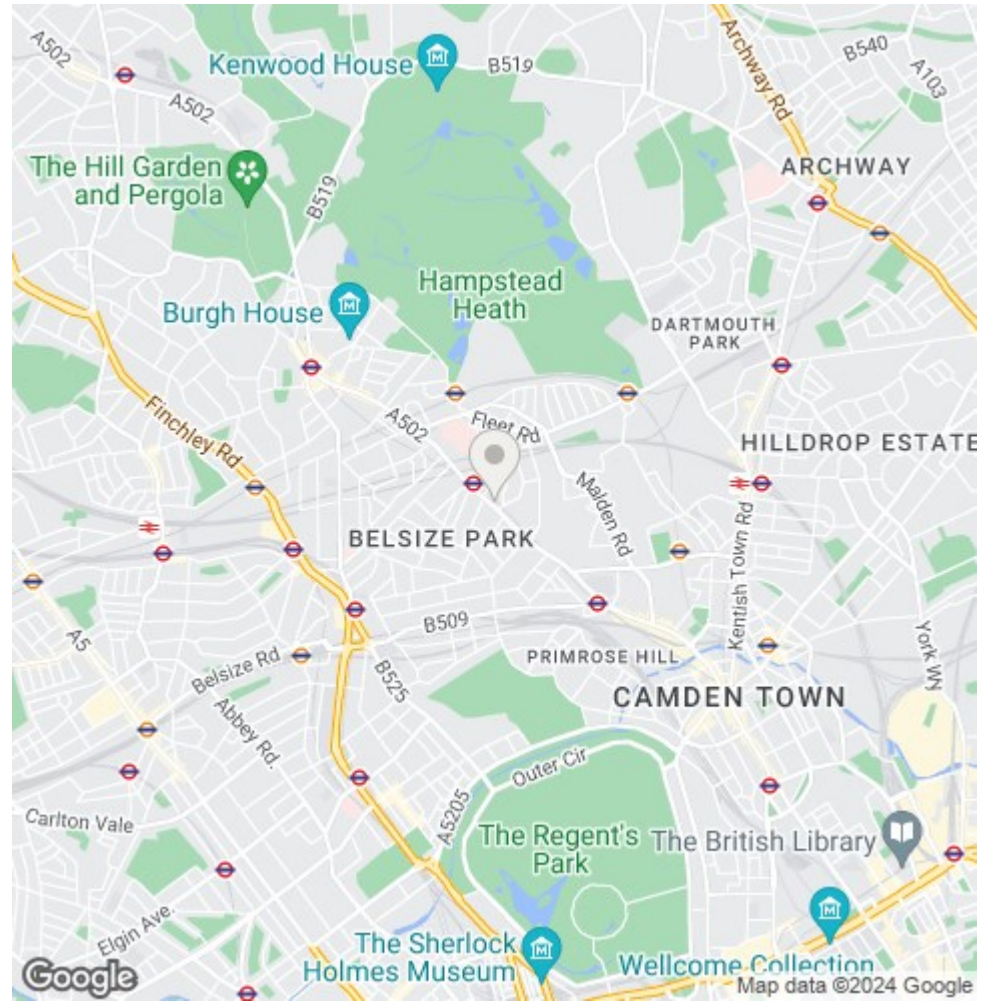 A502
Kenwood House
B519
Archway Rd
B540
A103
A502
The Hill Garden
and Pergola
B519
ARCHWAY
Hampstead
Heath
Burgh House
DARTMOUTH
PARK
Finchley Rd
A502
Fleet Rd
HILLDROP ESTATE
Malden Rd
BELSIZE PARK
Kentish Town Rd
B509
A5
Belsize Rd
B525
PRIMROSE HILL
York Wy
Abbey Rd.
CAMDEN TOWN
Outer Cir
A5205
Carlton Vale
The Regent's
Park
The British Library
Elgin Ave.
The Sherlock
Holmes Museum
Wellcome Collection
Google
Map data ©2024 Google